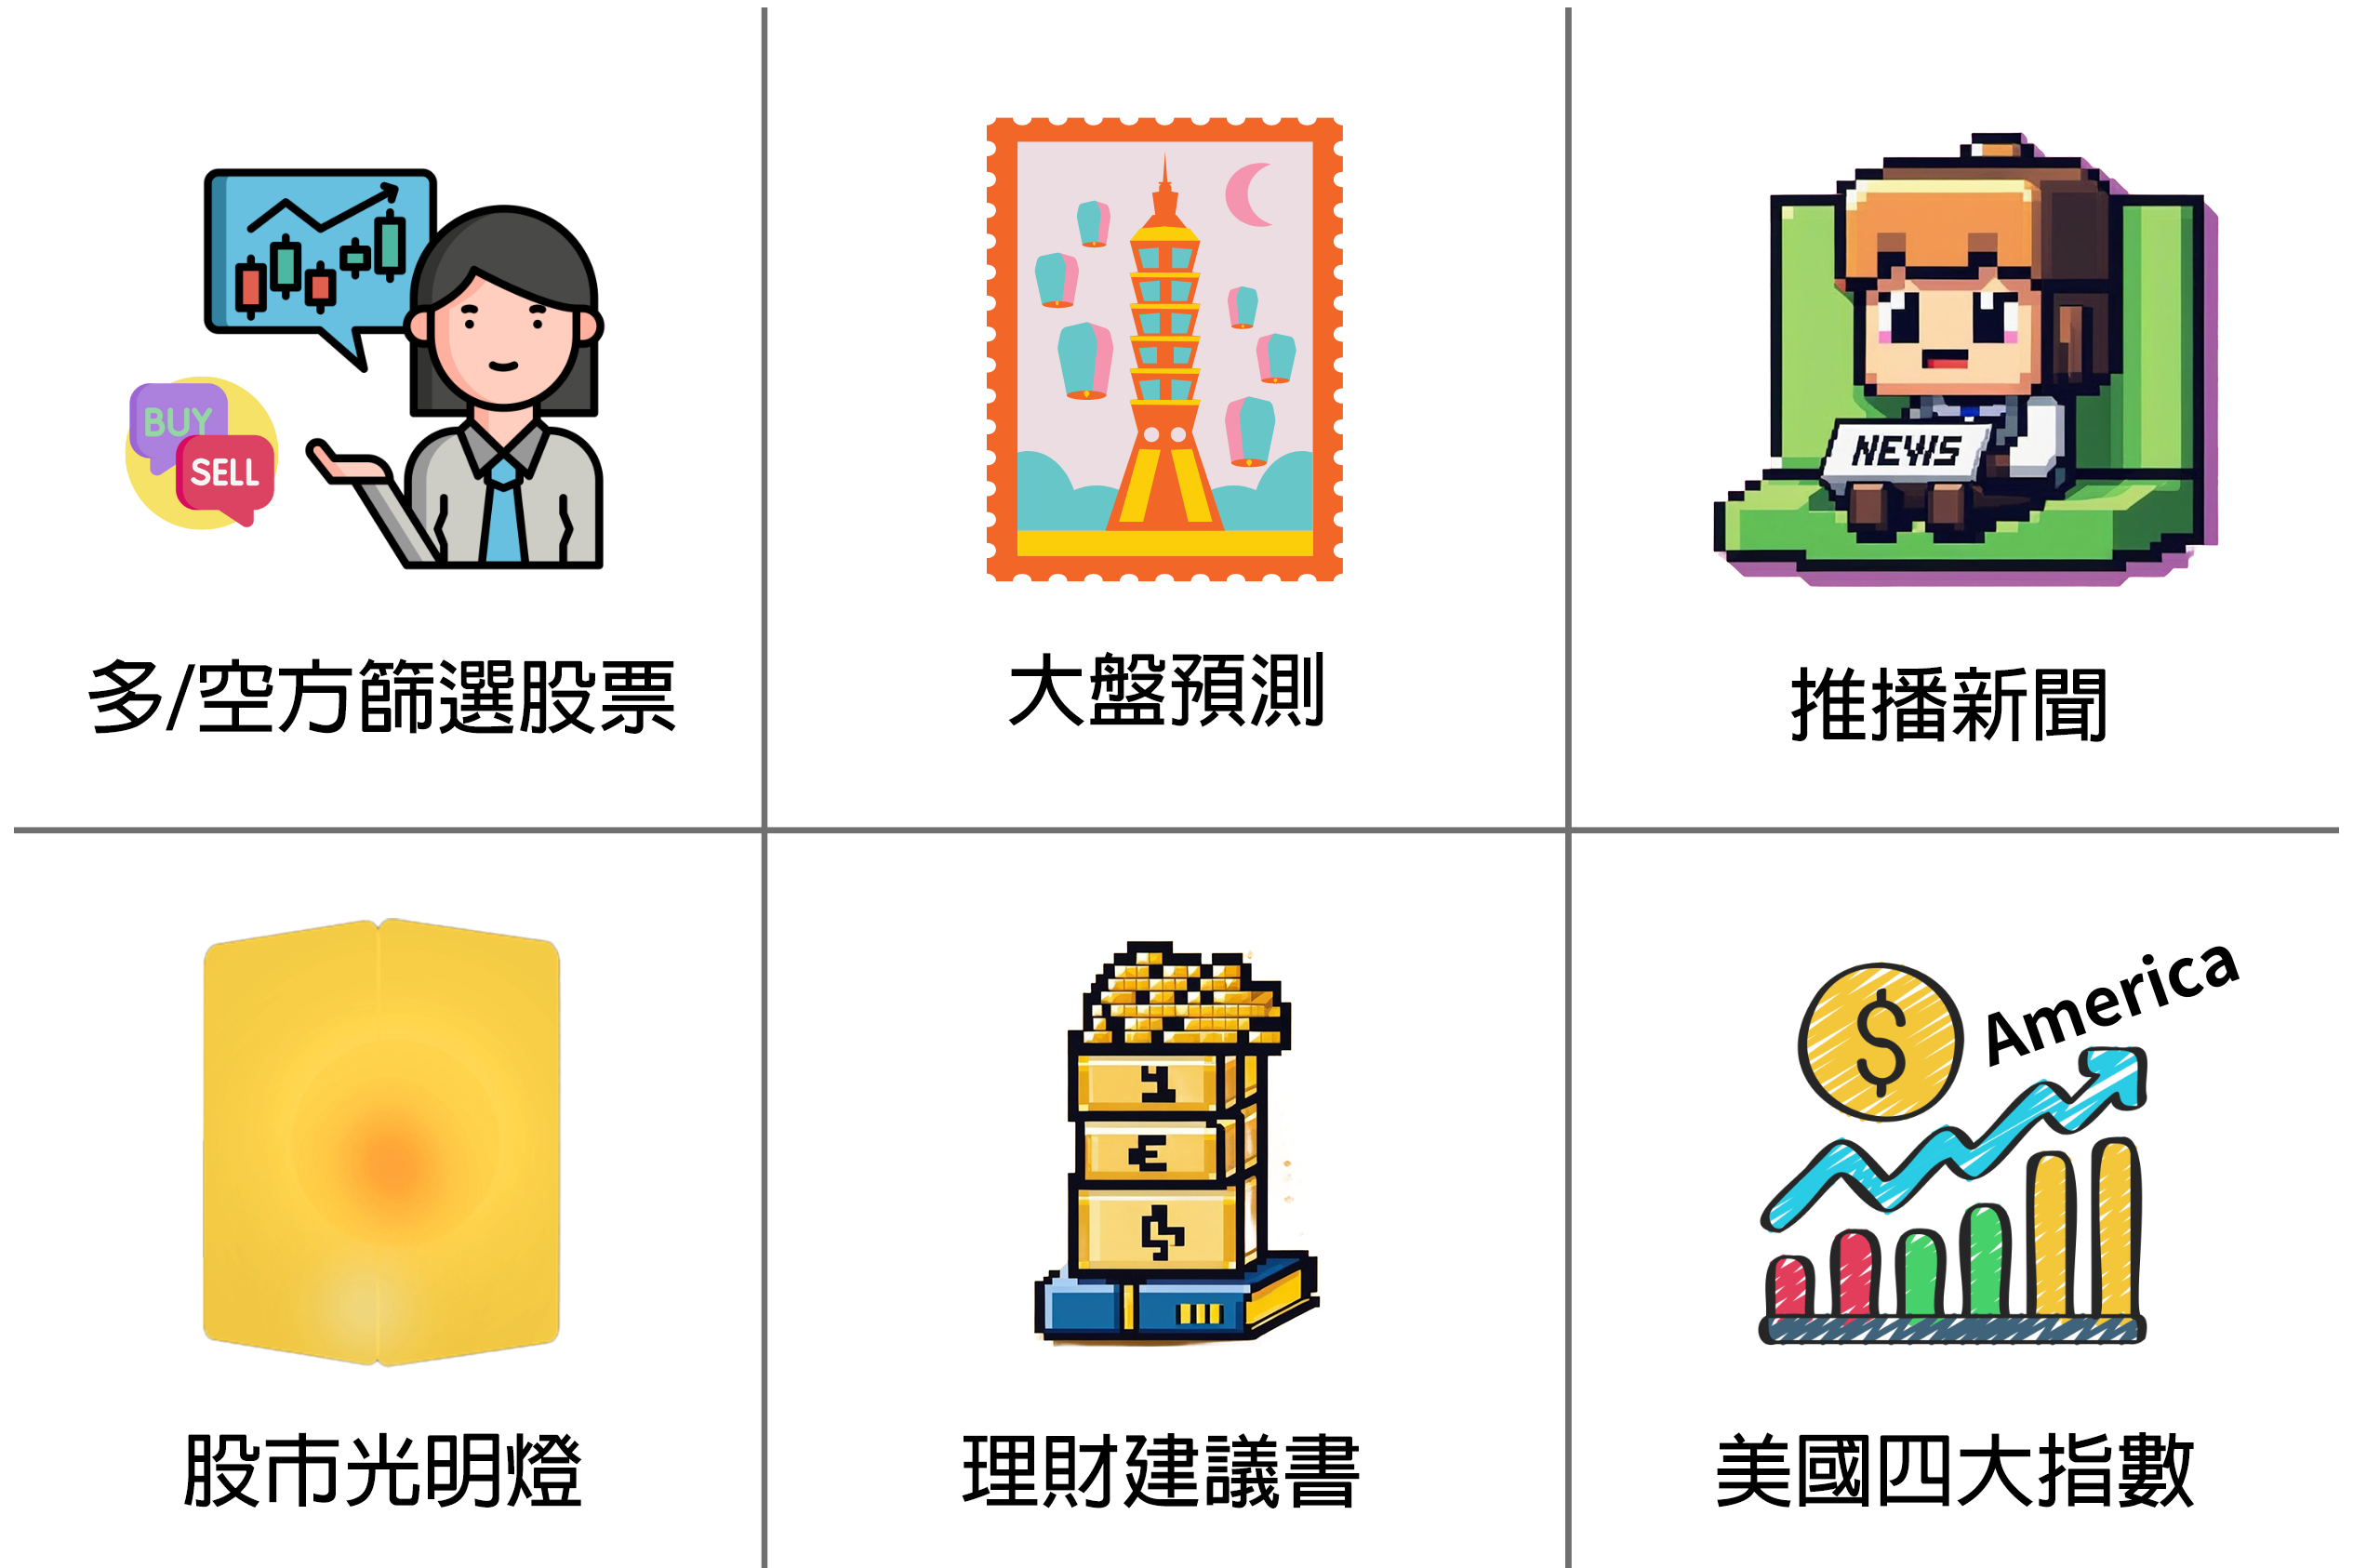 BUY
SELL
多/空方篩選股票
大盤預測
NEWS
推播新聞
股市光明燈
€
理財建議書
$
America
美國四大指數